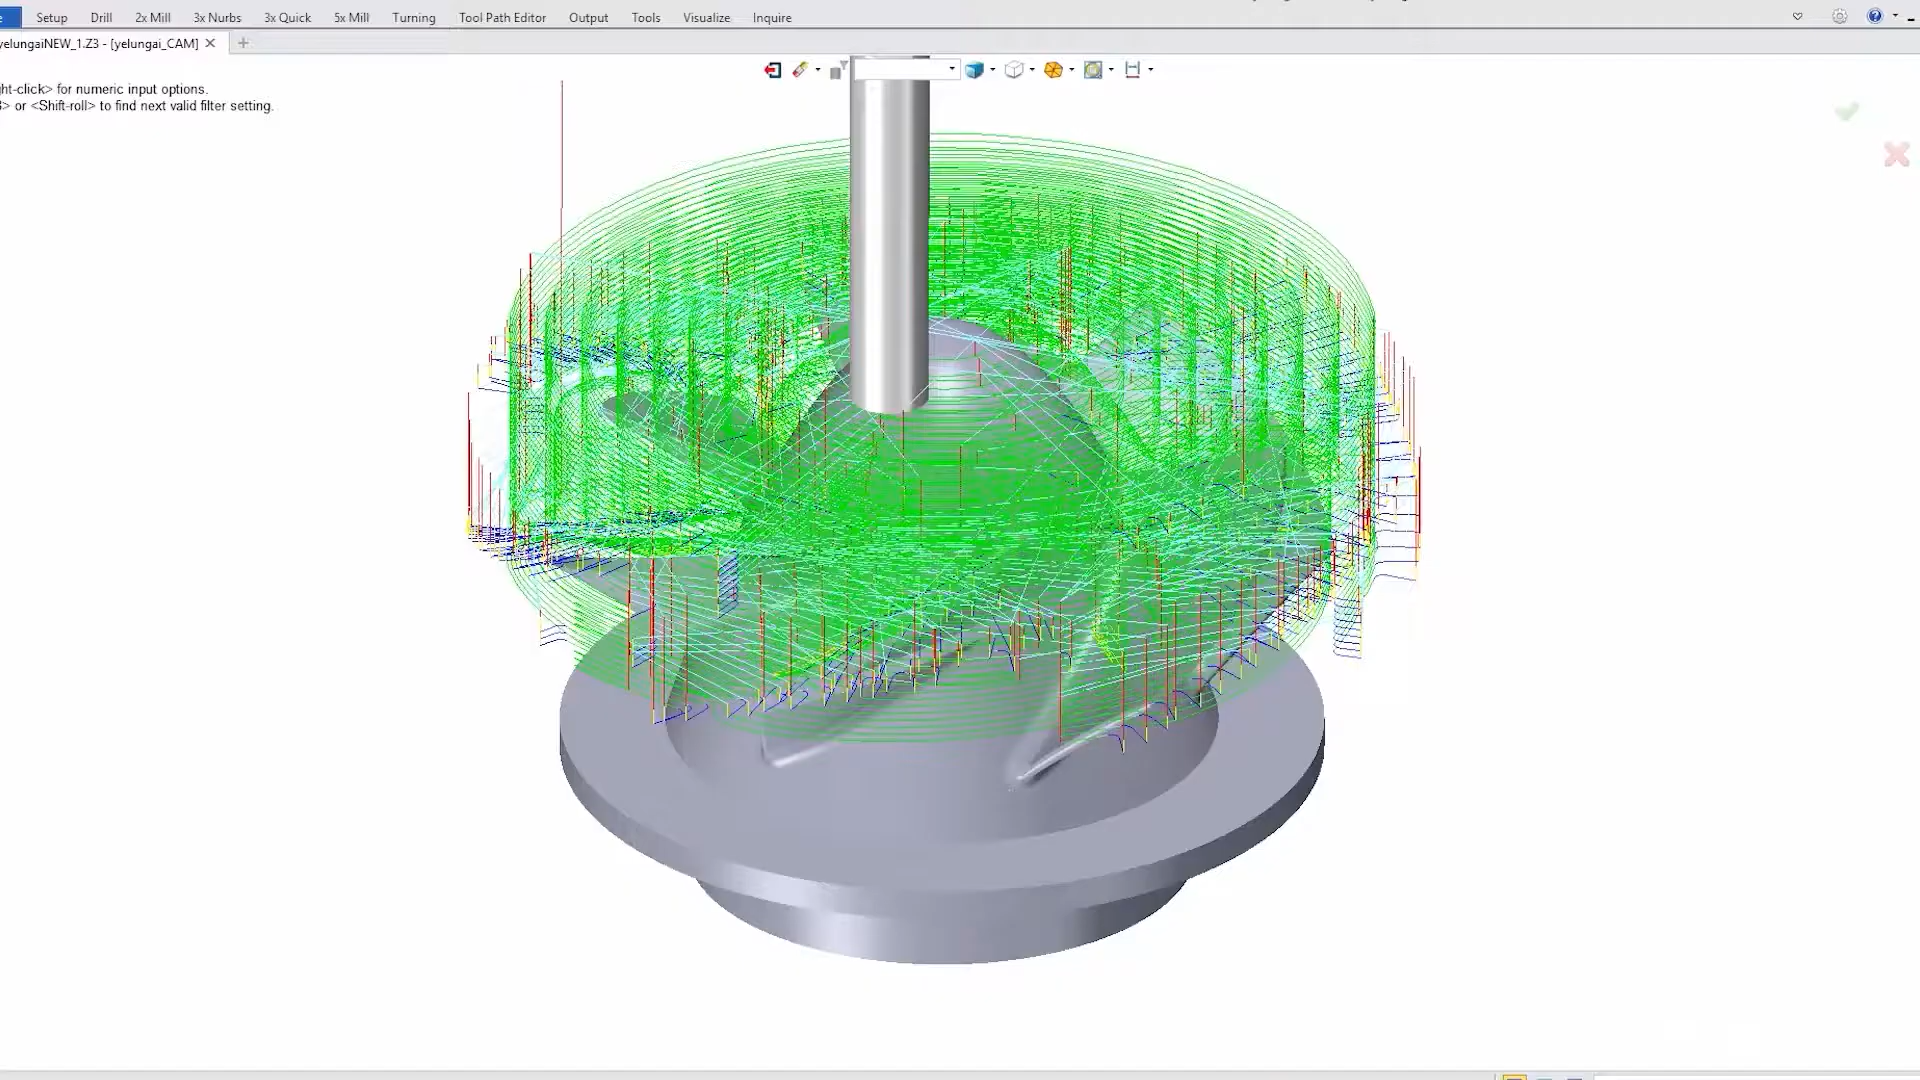 Setup Drill 2x Mill 3x Nurbs 3x Quick 5x Mill Turning Tool Path Editor Output Tools Visualize Inquire
yelungaiNEW_1.Z3 - [yelungai_CAM]
ht-click> for numeric input options.
> or <Shift-roll> to find next valid filter setting.